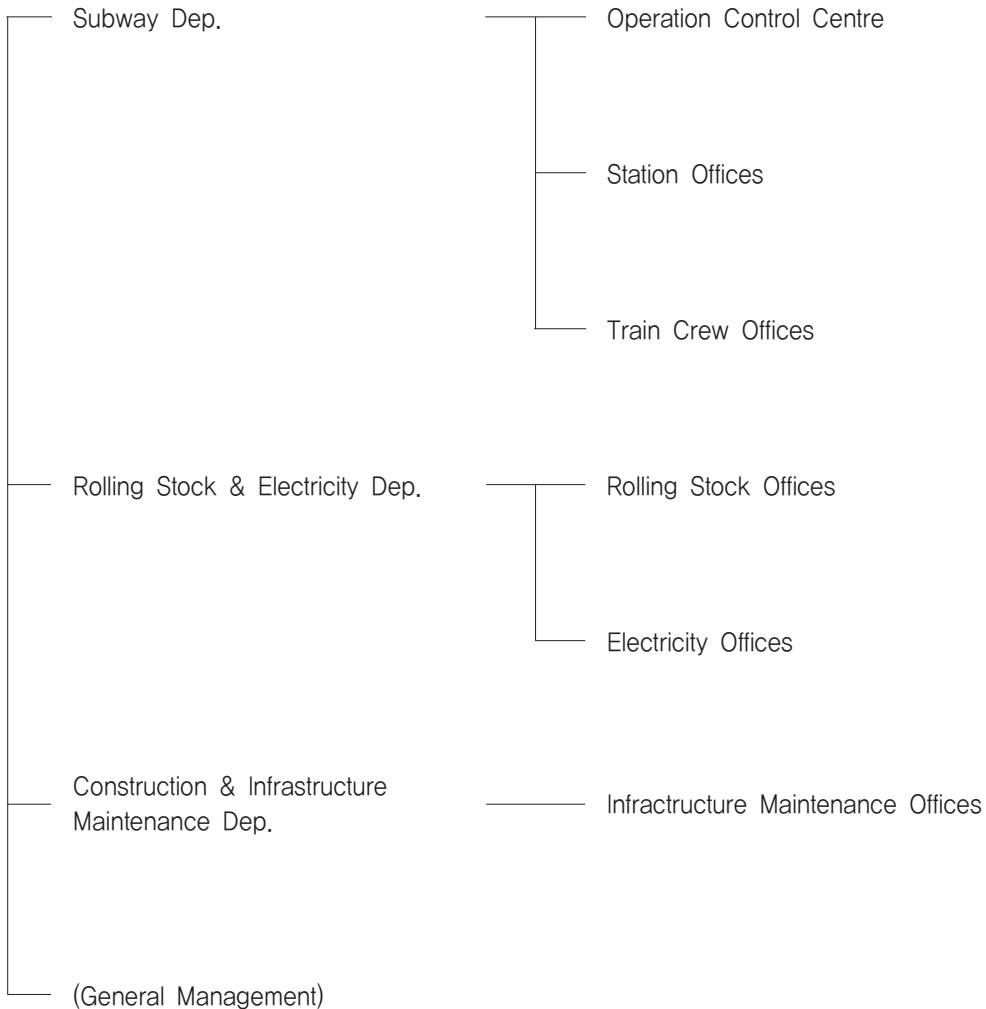 Subway Dep.
Operation Control Centre
Station Offices
Train Crew Offices
Rolling Stock & Electricity Dep.
Rolling Stock Offices
Electricity Offices
Construction & Infrastructure
Maintenance Dep.
Infractructure Maintenance Offices
(General Management)